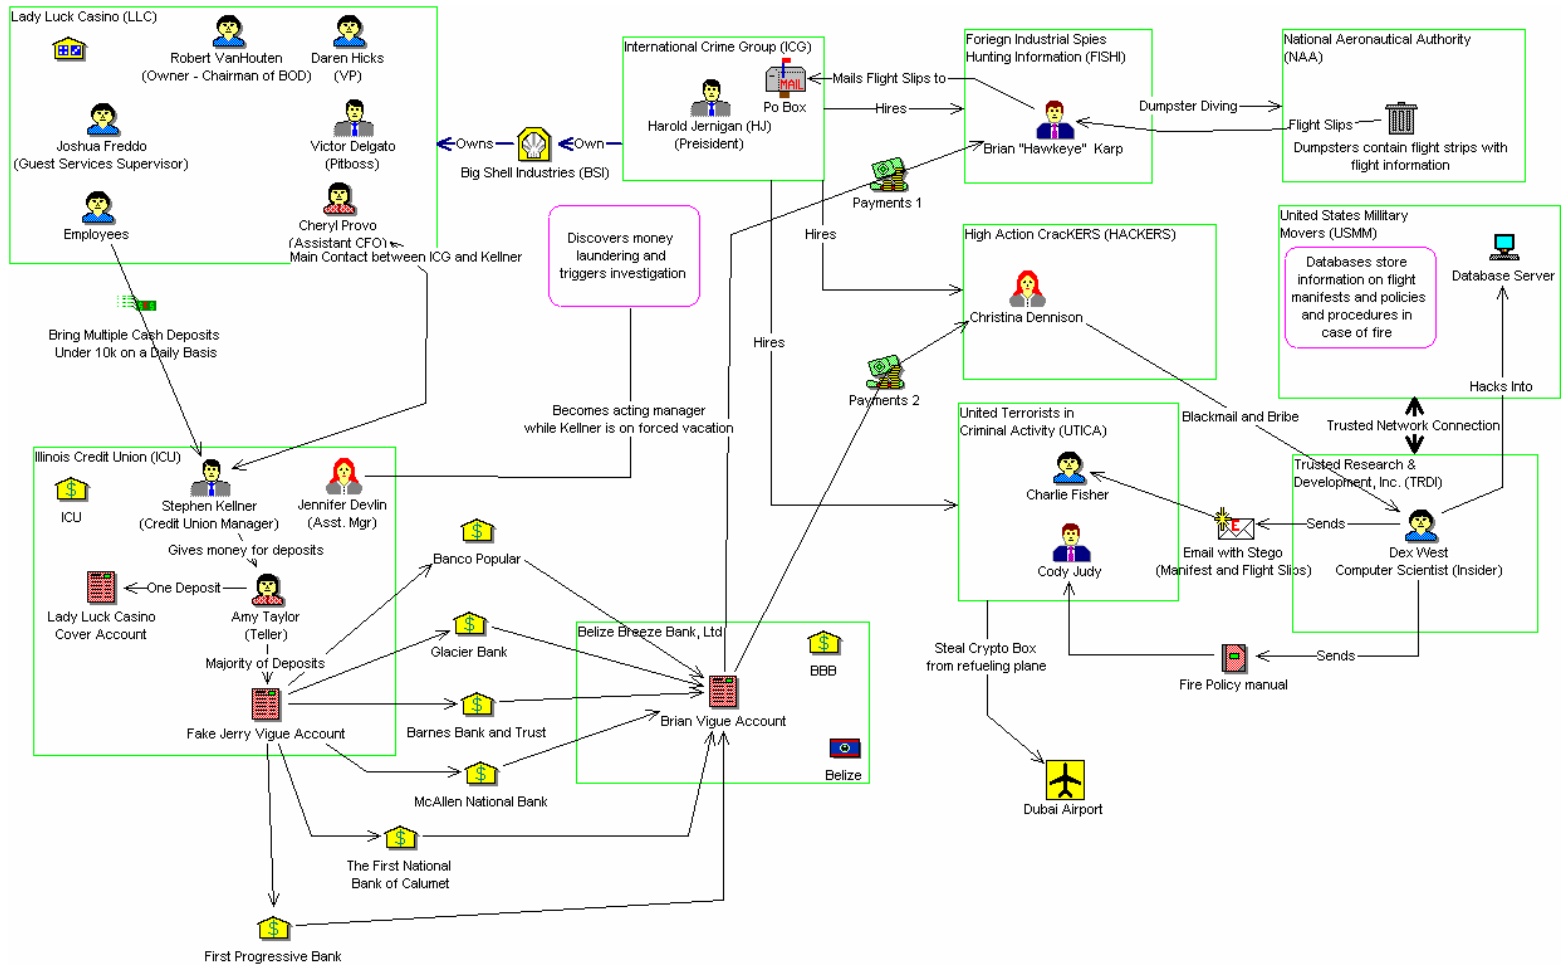 Lady Luck Casino (LLC)
Robert VanHouten
(Owner - Chairman of BOD)
Daren Hicks
(VP)
Joshua Freddo
(Guest Services Supervisor)
Victor Delgato
(Pitboss)
Employees
Cheryl Provo
(Assistant CFO)
Main Contact between ICG and Kellner
Bring Multiple Cash Deposits
Under 10k on a Daily Basis
Owns
Big Shell Industries (BSI)
Own
International Crime Group (ICG)
MAIL
Po Box
Harold Jernigan (HJ)
(President)
Mails Flight Slips to
Hires
Foriegn Industrial Spies
Hunting Information (FISHI)
Brian "Hawkeye" Karp
Dumpster Diving
Flight Slips
National Aeronautical Authority
(NAA)
Dumpsters contain flight strips with
flight information
Payments 1
Hires
Discovers money
laundering and
triggers investigation
High Action CracKERS (HACKERS)
Christina Dennison
United States Military
Movers (USMM)
Databases store
information on flight
manifests and policies
and procedures in
case of fire
Database Server
Hires
Payments 2
Hacks Into
Blackmail and Bribe
Trusted Network Connection
Becomes acting manager
while Kellner is on forced vacation
United Terrorists in
Criminal Activity (UTICA)
Charlie Fisher
Cody Judy
Trusted Research &
Development, Inc. (TRDI)
Sends
E
Email with Stego
(Manifest and Flight Slips)
Dex West
Computer Scientist (Insider)
Sends
Fire Policy manual
Steal Crypto Box
from refueling plane
Dubai Airport
Illinois Credit Union (ICU)
$
ICU
Stephen Kellner
(Credit Union Manager)
Jennifer Devlin
(Asst. Mgr)
Gives money for deposits
One Deposit
Lady Luck Casino
Cover Account
Amy Taylor
(Teller)
Majority of Deposits
Fake Jerry Vigue Account
$
Banco Popular
$
Glacier Bank
$
Barnes Bank and Trust
$
McAllen National Bank
$
The First National
Bank of Calumet
$
First Progressive Bank
Belize Breeze Bank, Ltd
$
BBB
Brian Vigue Account
Belize